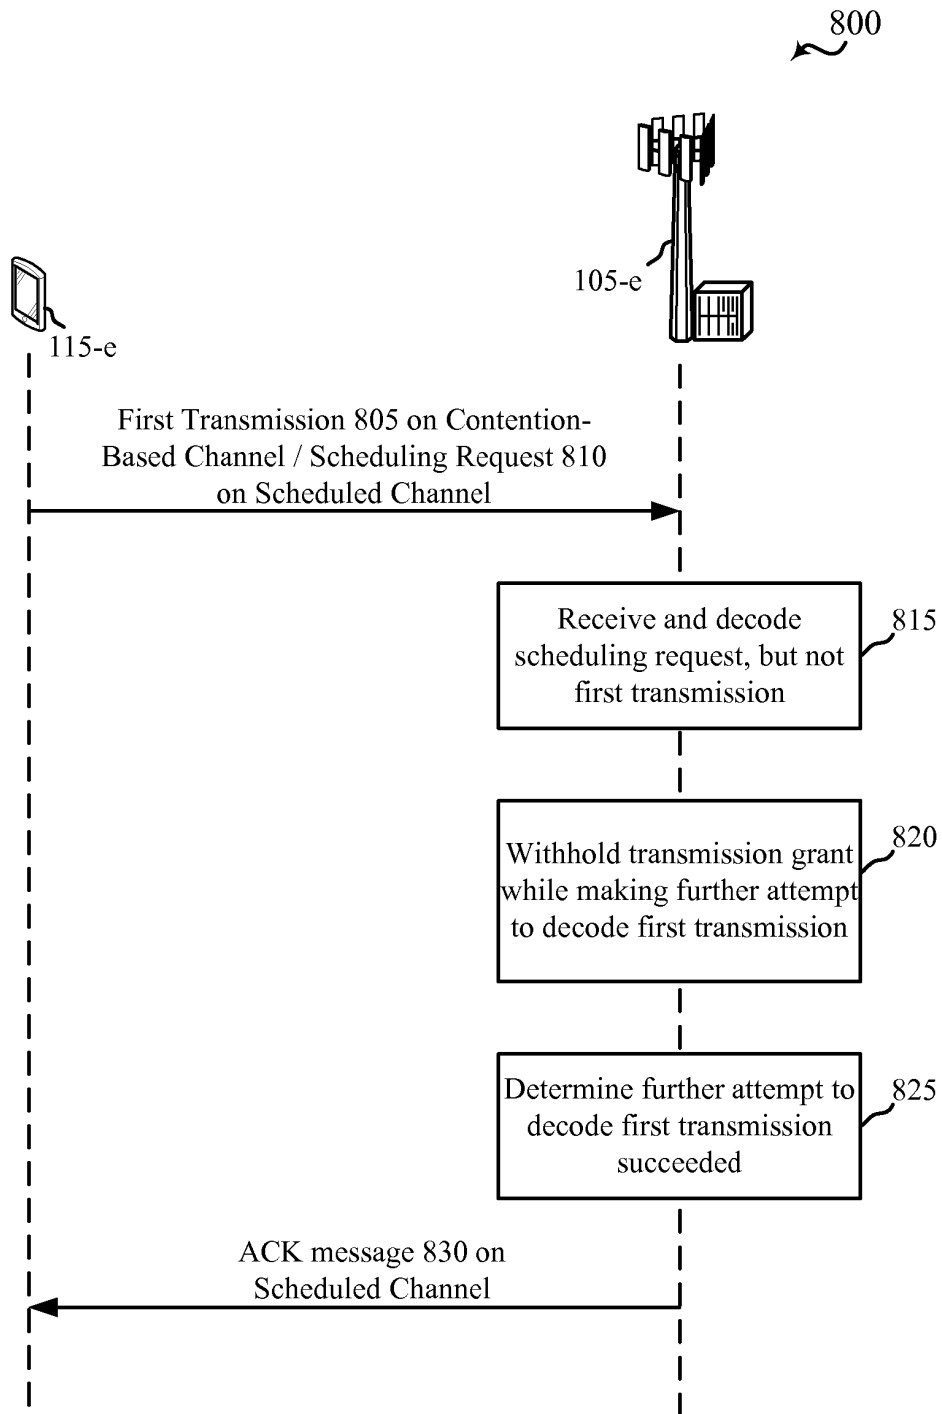 800
105-e
115-e
First Transmission 805 on Contention-
Based Channel / Scheduling Request 810
on Scheduled Channel
Receive and decode
scheduling request, but not
first transmission
815
Withhold transmission grant
while making further attempt
to decode first transmission
820
Determine further attempt to
decode first transmission
succeeded
825
ACK message 830 on
Scheduled Channel